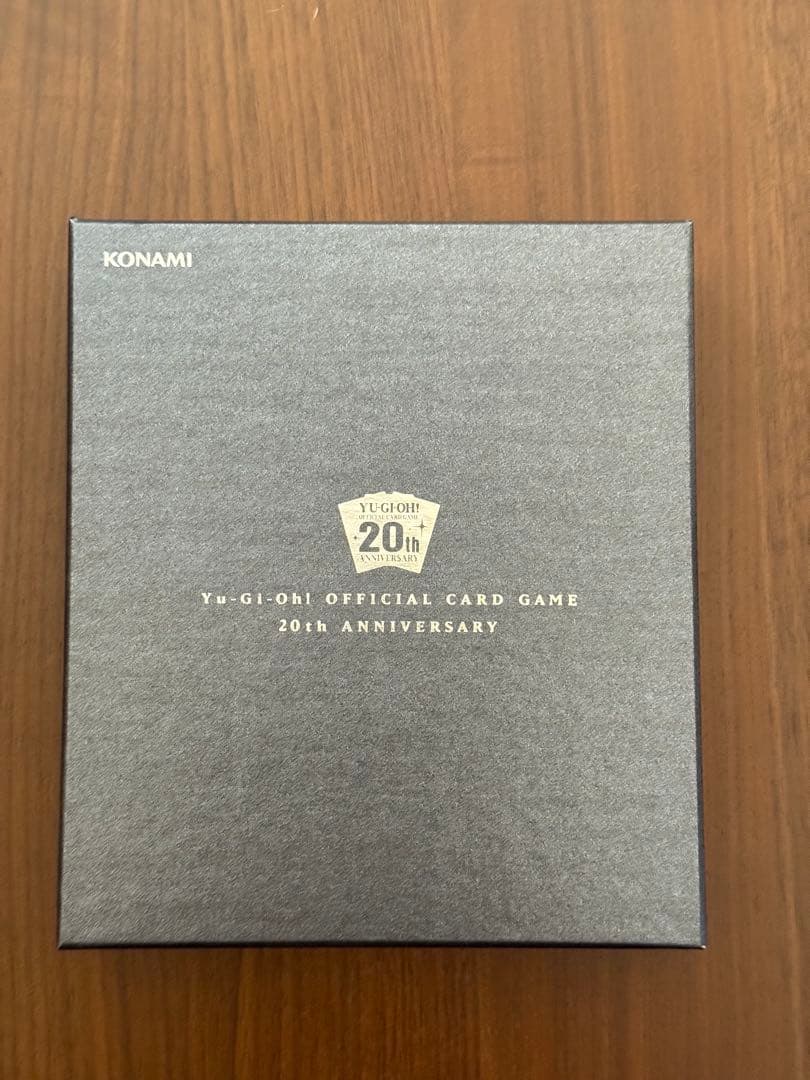 KONAMI
YU-GI-OH!
OFFICIAL CARD GAME
20th
ANNIVERSARY
Yu-Gi-Oh! OFFICIAL CARD GAME
20th ANNIVERSARY